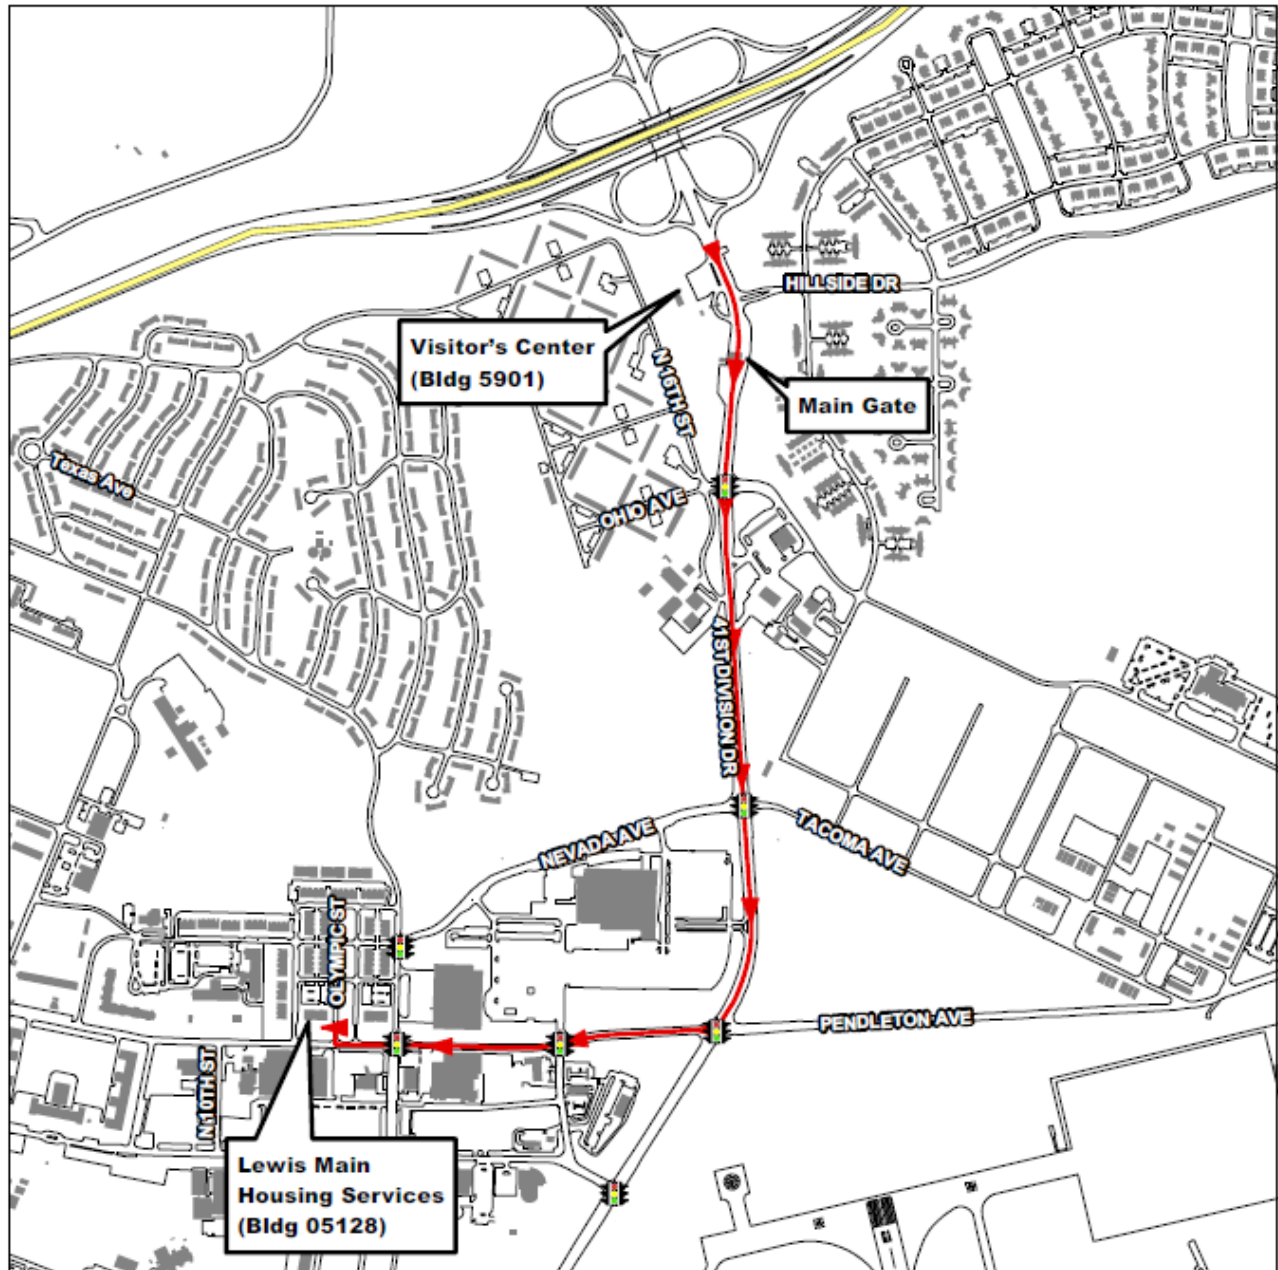 HILLSIDE DR
Visitor's Center
(Bldg 5901)
N 16TH ST
Main Gate
Texas Ave
OHIO AVE
41ST DIVISION DR
NEVADA AVE
TACOMA AVE
OLYMPIC ST
PENDLETON AVE
N 10TH ST
Lewis Main
Housing Services
(Bldg 05128)